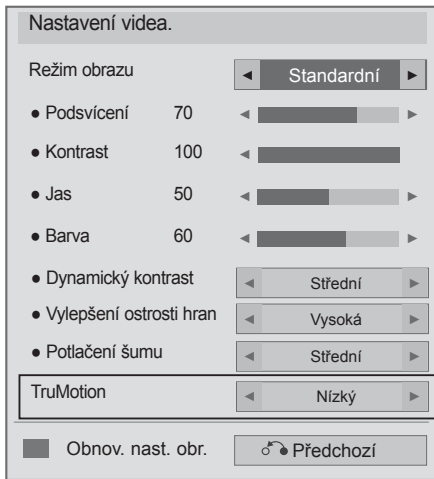 Nastavení videa.
Režim obrazu ◄ Standardní ►
● Podsvícení 70
● Kontrast 100
● Jas 50
● Barva 60
● Dynamický kontrast ◄ Střední ►
● Vylepšení ostrosti hran ◄ Vysoká ►
● Potlačení šumu ◄ Střední ►
TruMotion ◄ Nízký ►
Obnov. nast. obr. Předchozí